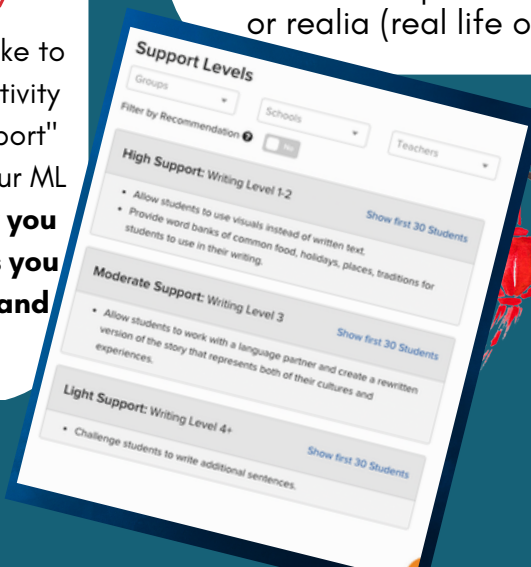 or realia (real life o
ke to
tivity
port"
ur ML
you
s you
and
Support Levels
Groups
Schools
Teachers
Filter by Recommendation
No
High Support: Writing Level 1-2
Show first 30 Students
• Allow students to use visuals instead of written text.
• Provide word banks of common food, holidays, places, traditions for
students to use in their writing.
Moderate Support: Writing Level 3
Show first 30 Students
• Allow students to work with a language partner and create a rewritten
version of the story that represents both of their cultures and
experiences.
Light Support: Writing Level 4+
Show first 30 Students
• Challenge students to write additional sentences.